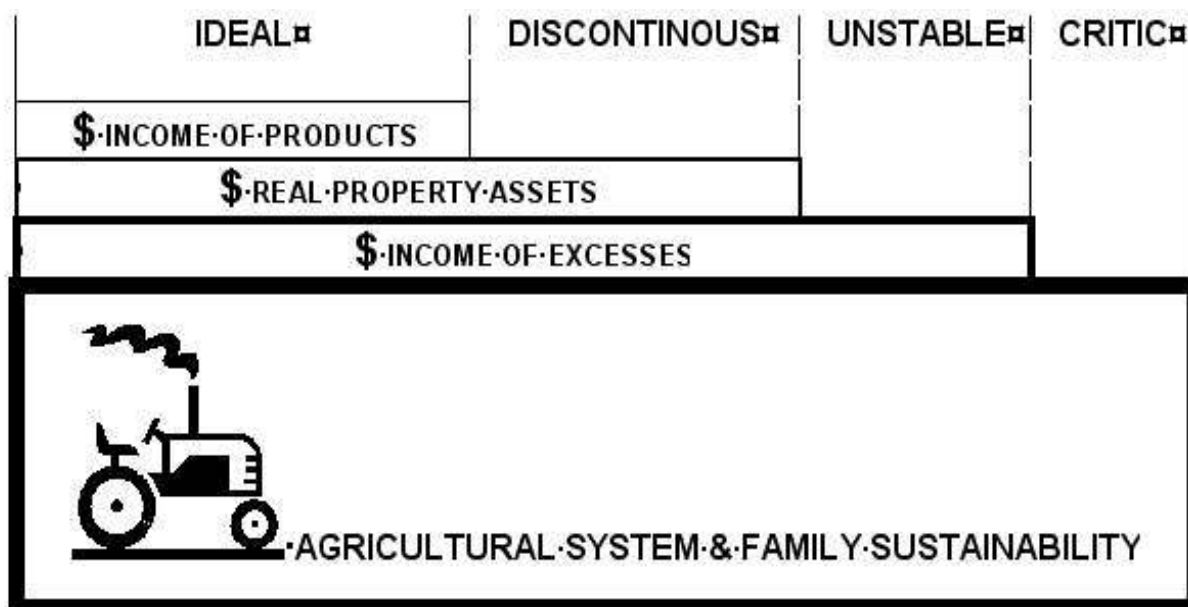 IDEAL¤ DISCONTINOUS¤ UNSTABLE¤ CRITIC¤
$·INCOME·OF·PRODUCTS
$·REAL·PROPERTY·ASSETS
$·INCOME·OF·EXCESSES
·AGRICULTURAL·SYSTEM·&·FAMILY·SUSTAINABILITY